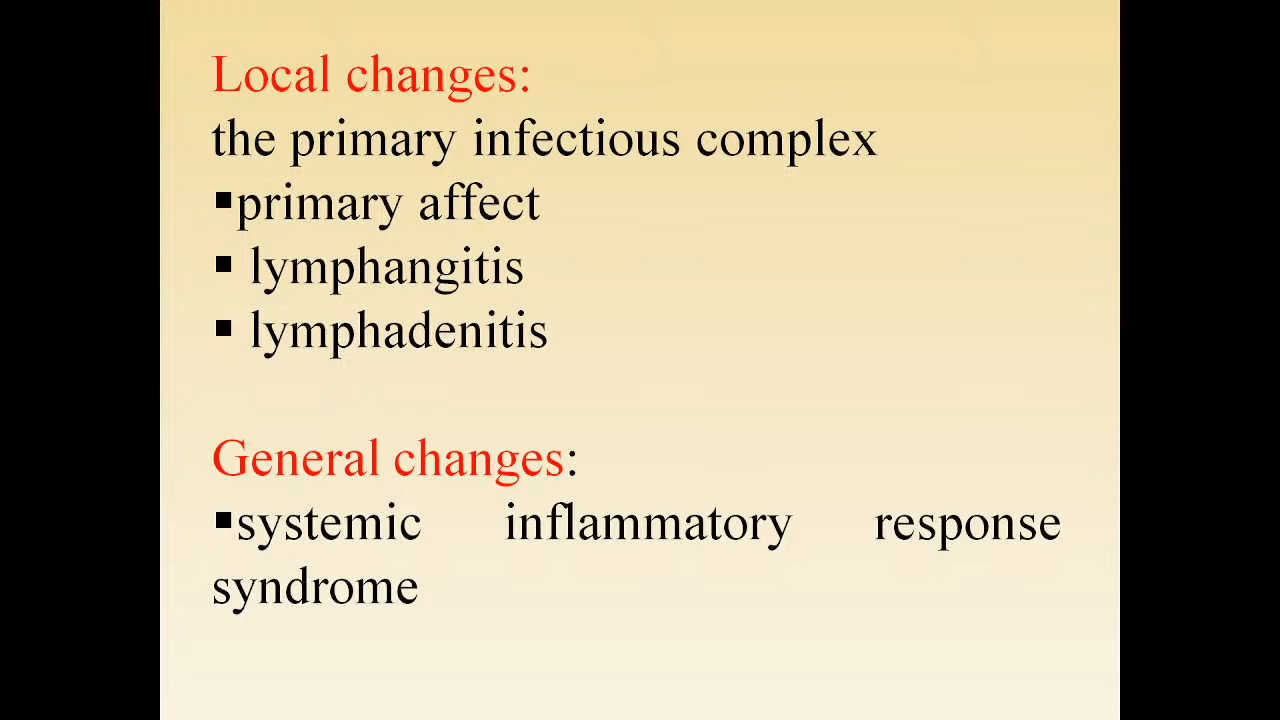 Local changes:
the primary infectious complex
▪primary affect
▪ lymphangitis
▪ lymphadenitis
General changes:
▪systemic inflammatory response
syndrome